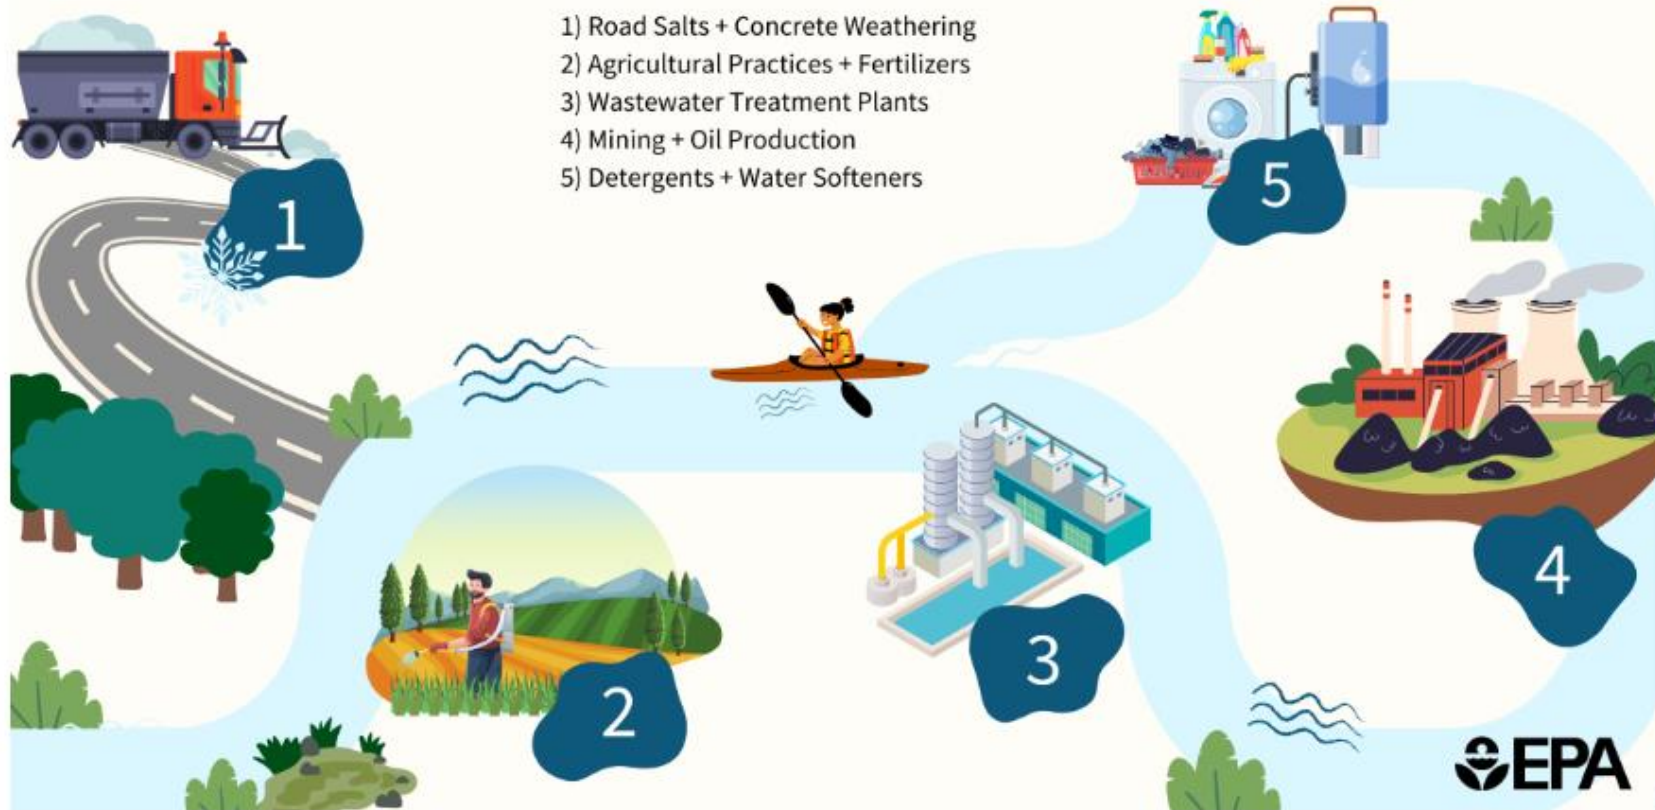 1) Road Salts + Concrete Weathering
2) Agricultural Practices + Fertilizers
3) Wastewater Treatment Plants
4) Mining + Oil Production
5) Detergents + Water Softeners
1
5
4
3
2
EPA